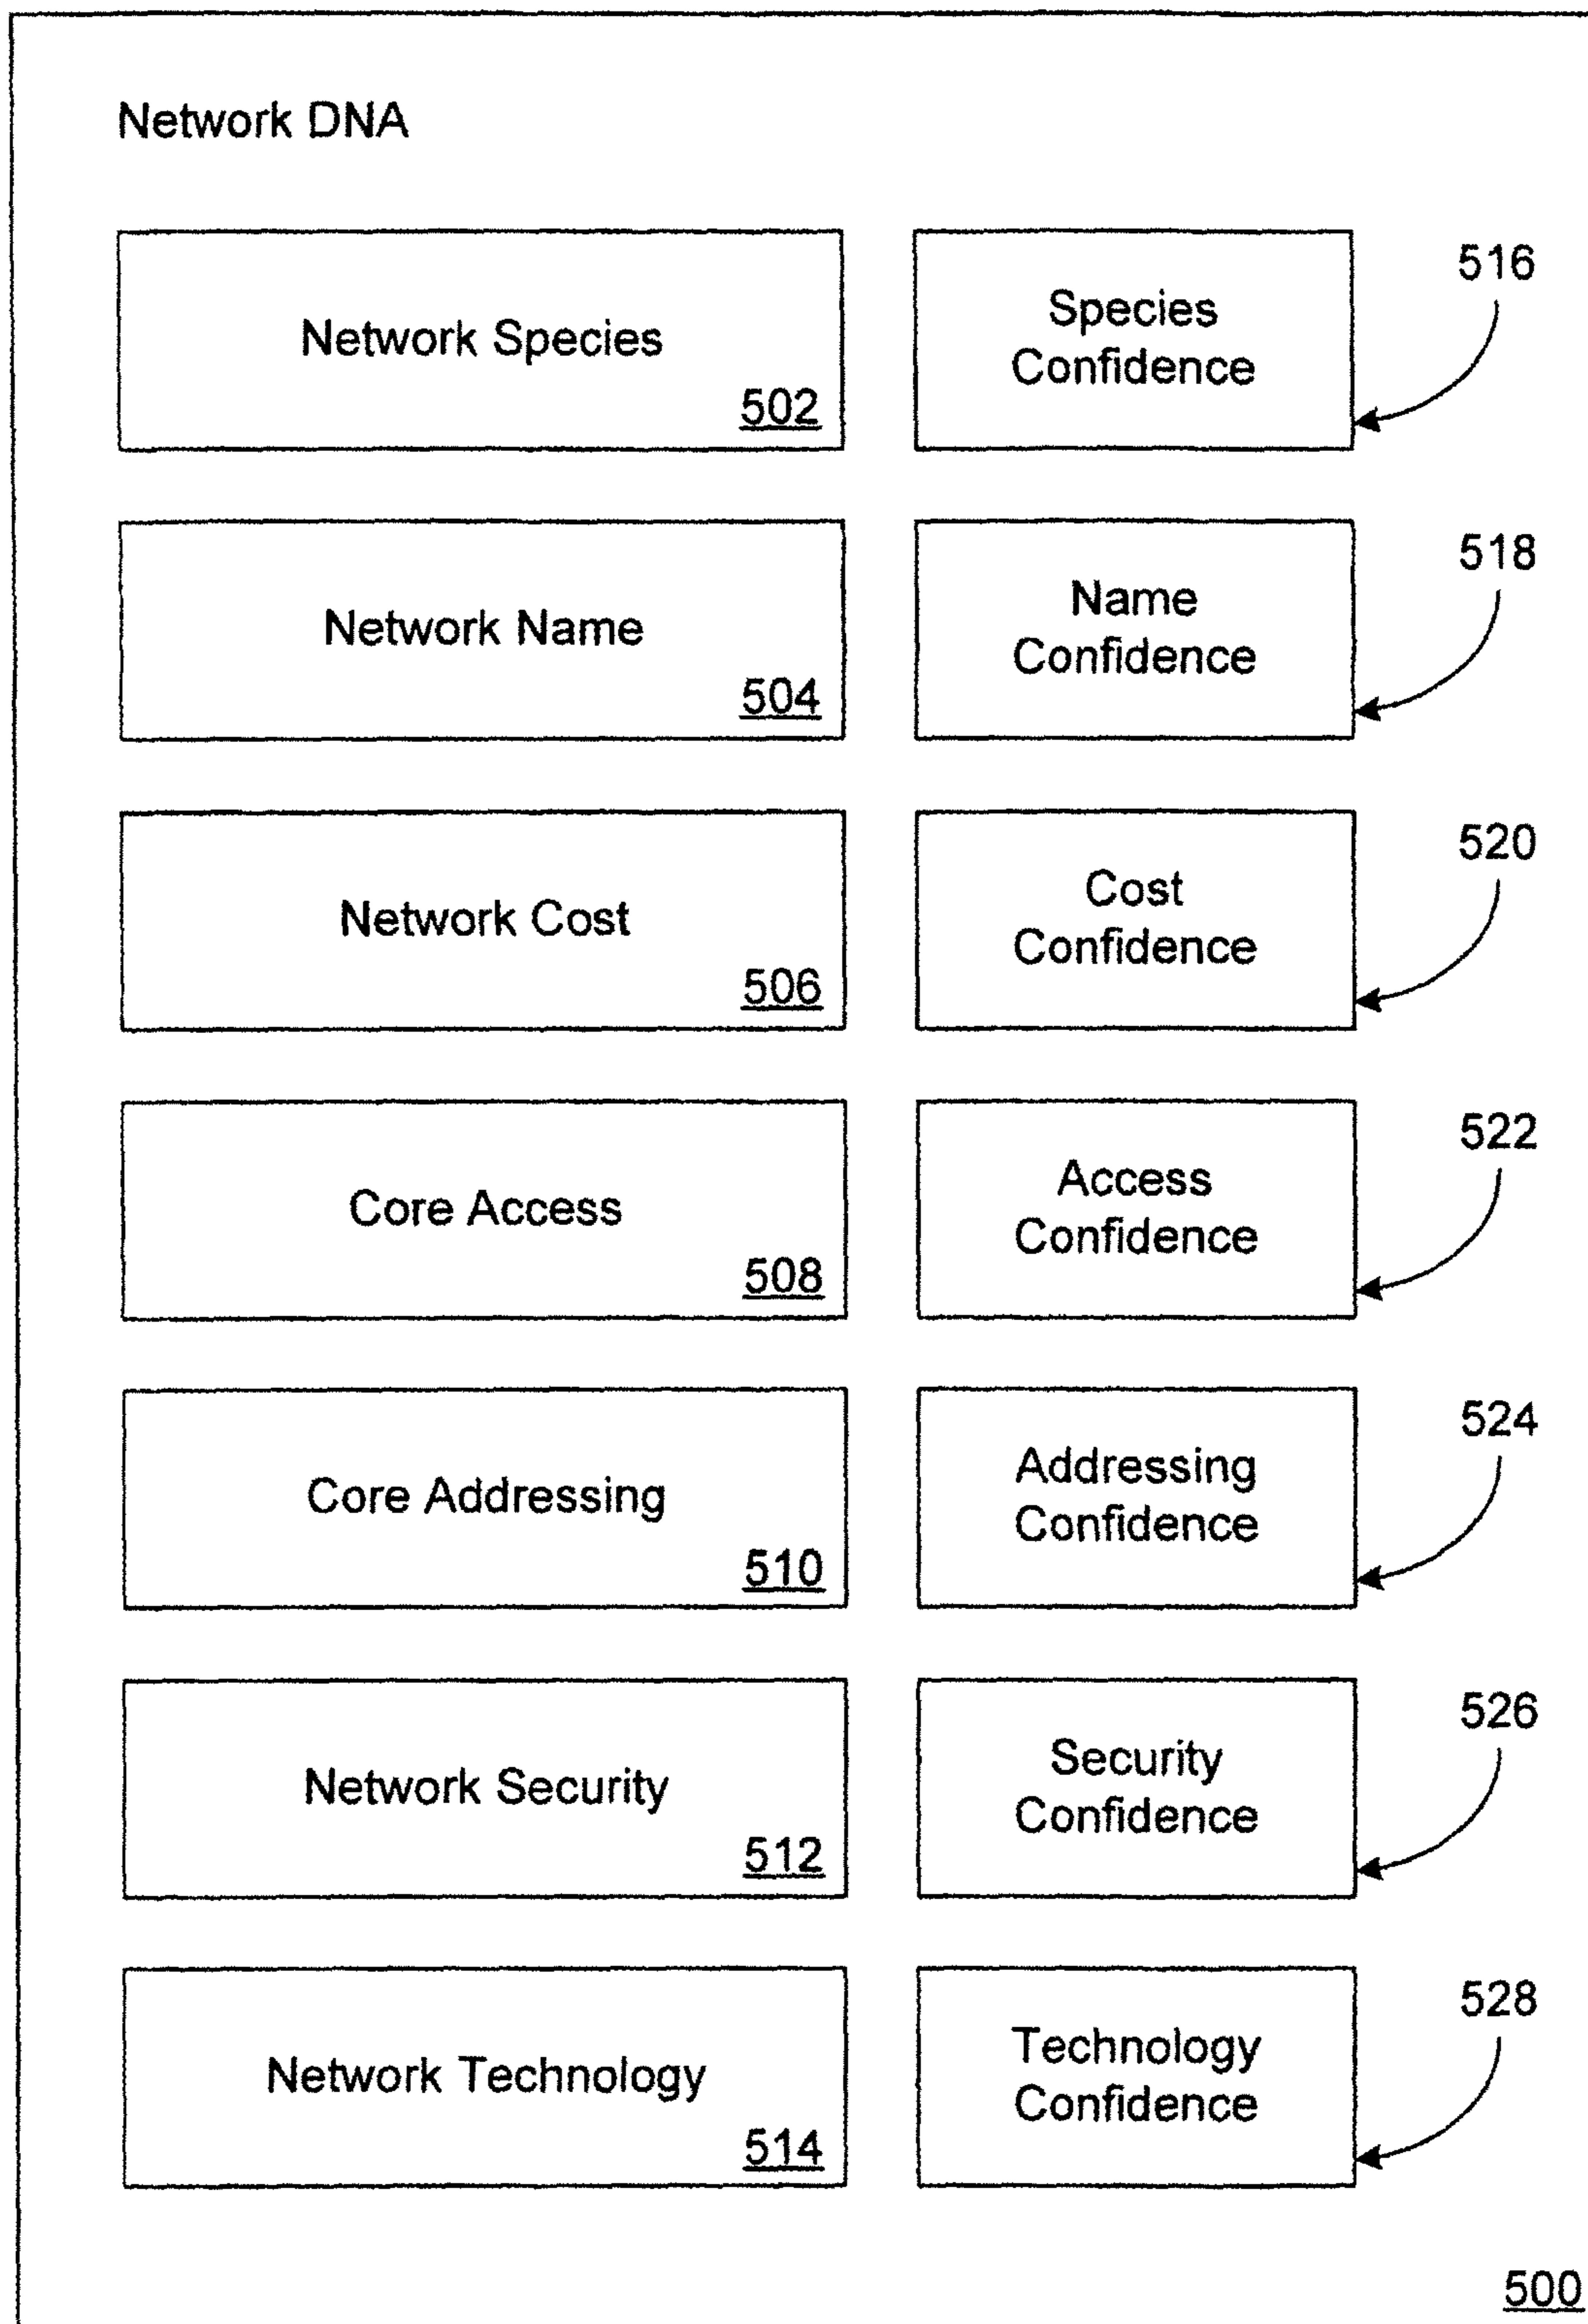 Network DNA
Network Species
502
Species
Confidence
516
Network Name
504
Name
Confidence
518
Network Cost
506
Cost
Confidence
520
Core Access
508
Access
Confidence
522
Core Addressing
510
Addressing
Confidence
524
Network Security
512
Security
Confidence
526
Network Technology
514
Technology
Confidence
528
500